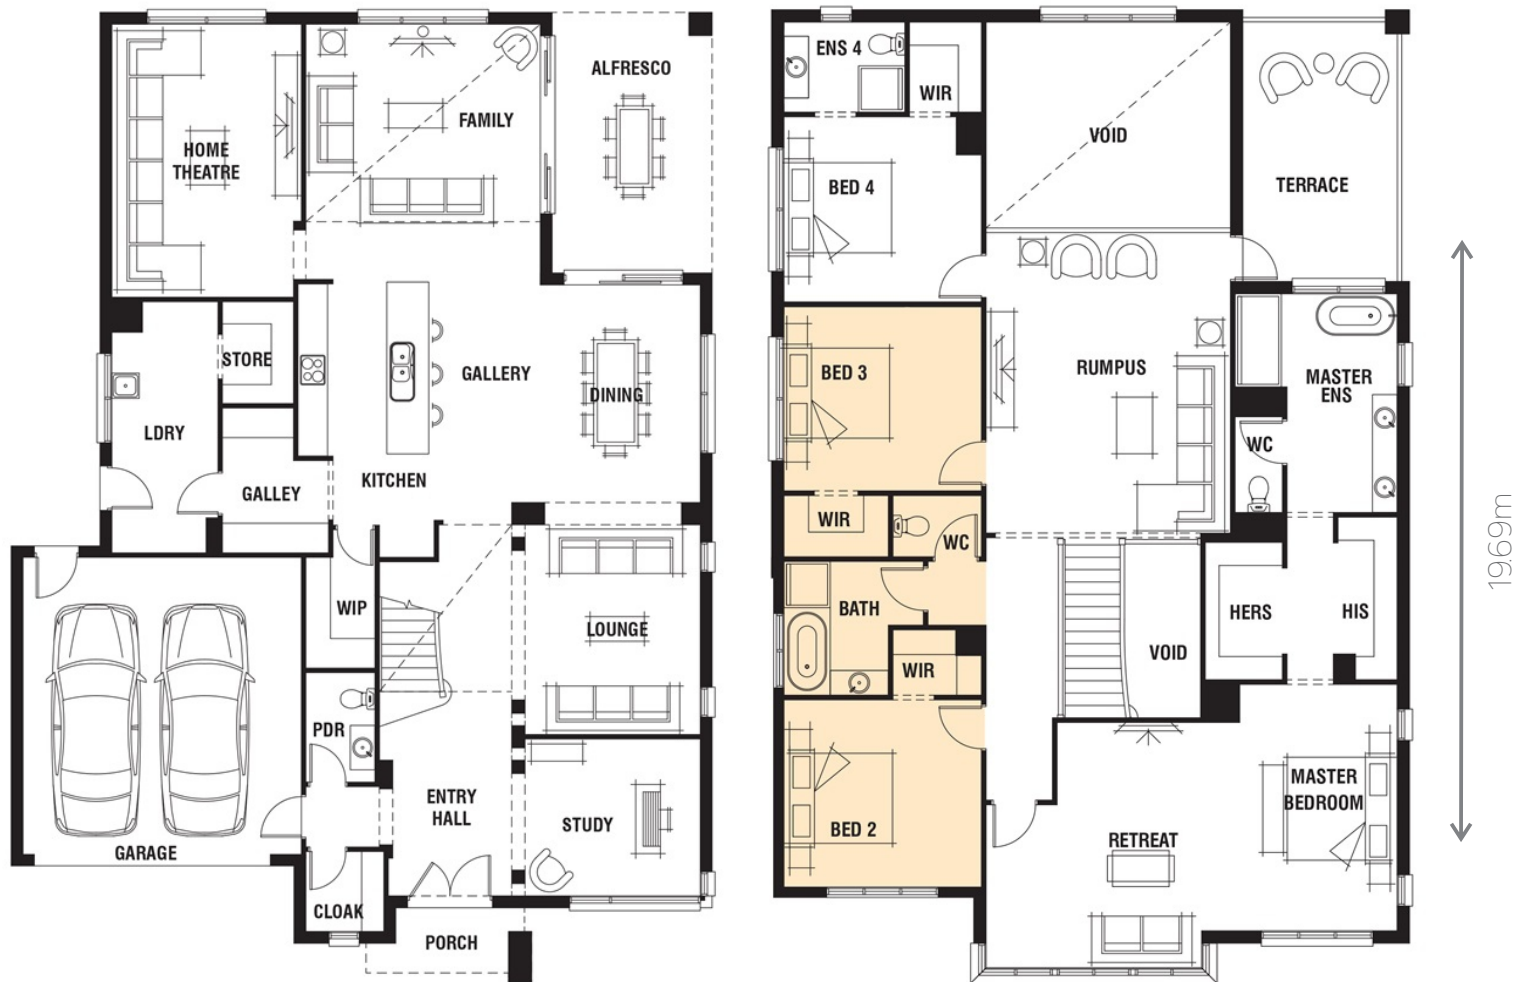 ALFRESCO
FAMILY
HOME
THEATRE
STORE
GALLERY
DINING
LDRY
GALLEY
KITCHEN
WIP
LOUNGE
PDR
ENTRY
HALL
STUDY
GARAGE
CLOAK
PORCH
ENS 4
WIR
VOID
BED 4
TERRACE
BED 3
RUMPUS
MASTER
ENS
WC
WIR
WC
BATH
HERS
HIS
VOID
WIR
BED 2
MASTER
BEDROOM
RETREAT
1969m